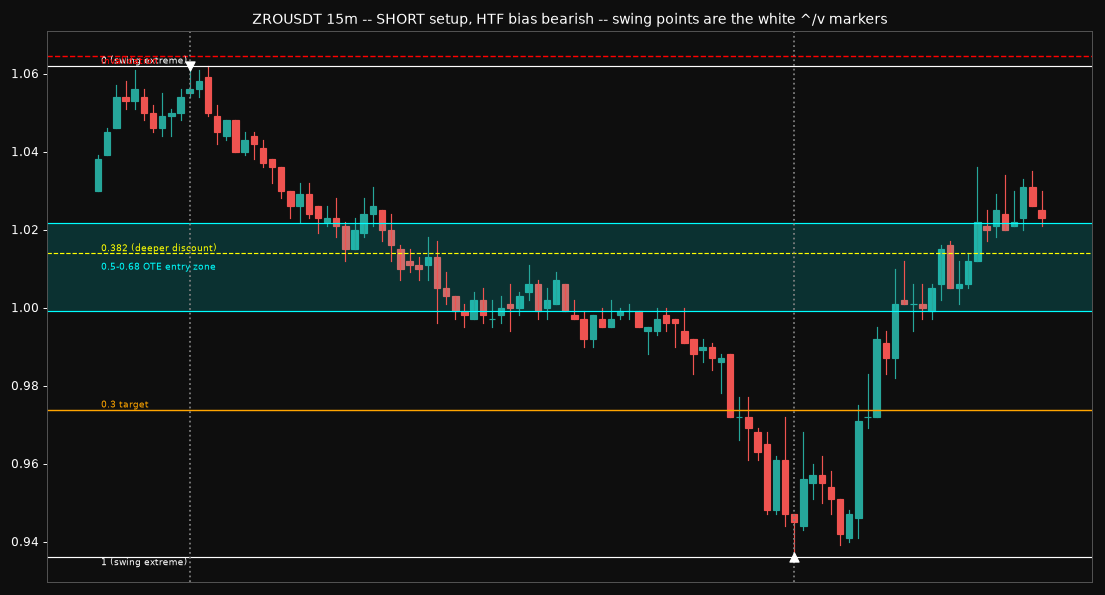 ZROUSDT 15m -- SHORT setup, HTF bias bearish -- swing points are the white ^/v markers
0 (swing extreme)
1.06
1.04
1.02
0.382 (deeper discount)
0.5-0.68 OTE entry zone
1.00
0.98
0.3 target
0.96
0.94
1 (swing extreme)